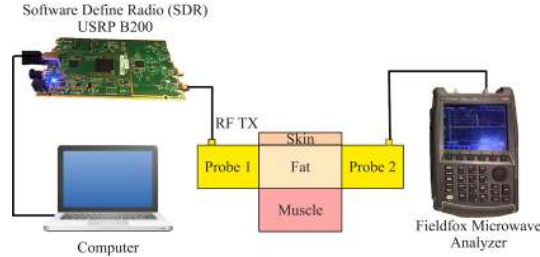 Software Define Radio (SDR)
USRP B200
RF TX
Skin
Probe 1
Fat
Probe 2
Muscle
Computer
Fieldfox Microwave
Analyzer